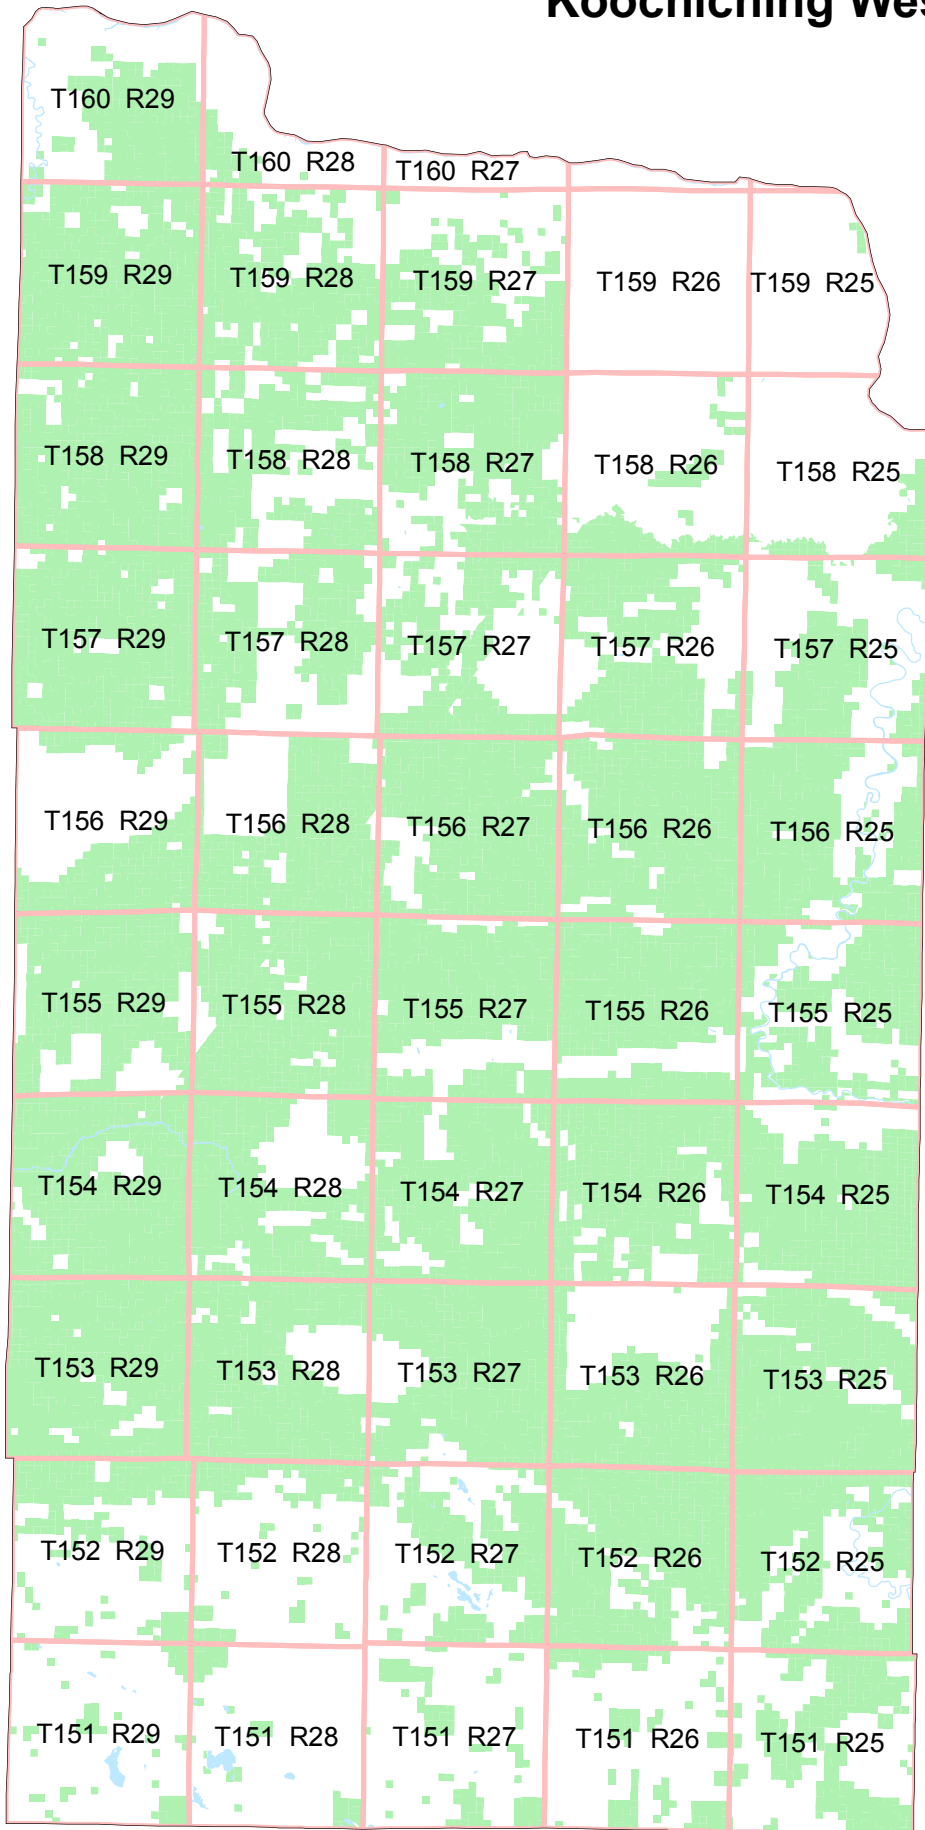 Koochiching Wes
T160 R29
T160 R28
T160 R27
T159 R29
T159 R28
T159 R27
T159 R26
T159 R25
T158 R29
T158 R28
T158 R27
T158 R26
T158 R25
T157 R29
T157 R28
T157 R27
T157 R26
T157 R25
T156 R29
T156 R28
T156 R27
T156 R26
T156 R25
T155 R29
T155 R28
T155 R27
T155 R26
T155 R25
T154 R29
T154 R28
T154 R27
T154 R26
T154 R25
T153 R29
T153 R28
T153 R27
T153 R26
T153 R25
T152 R29
T152 R28
T152 R27
T152 R26
T152 R25
T151 R29
T151 R28
T151 R27
T151 R26
T151 R25